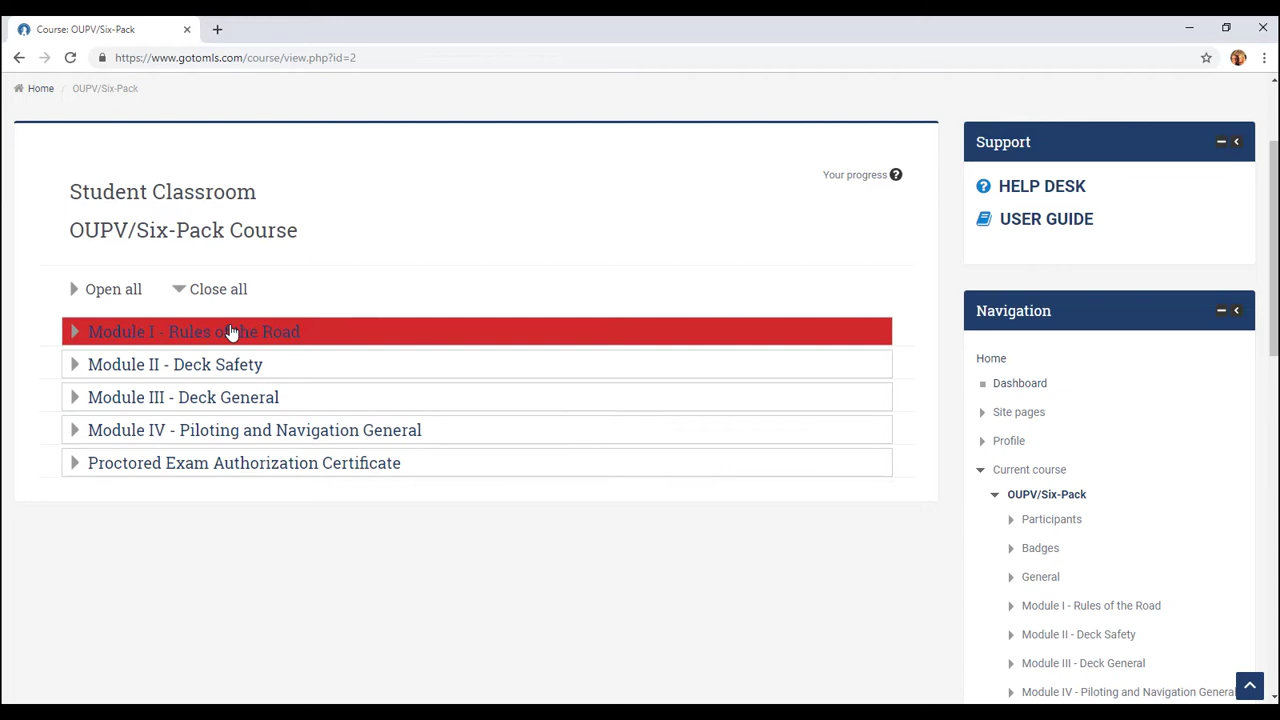 Course: OUPV/Six-Pack
https://www.gotomls.com/course/view.php?id=2
Home / OUPV/Six-Pack
Your progress
Student Classroom
OUPV/Six-Pack Course
Open all Close all
Module I - Rules of the Road
Module II - Deck Safety
Module III - Deck General
Module IV - Piloting and Navigation General
Proctored Exam Authorization Certificate
Support
HELP DESK
USER GUIDE
Navigation
Home
Dashboard
Site pages
Profile
Current course
OUPV/Six-Pack
Participants
Badges
General
Module I - Rules of the Road
Module II - Deck Safety
Module III - Deck General
Module IV - Piloting and Navigation General